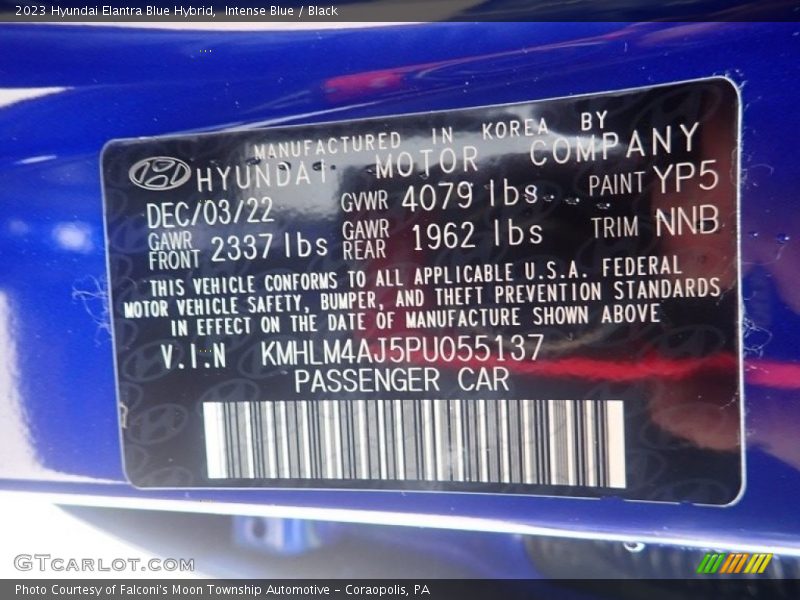 2023 Hyundai Elantra Blue Hybrid, Intense Blue / Black
MANUFACTURED IN KOREA BY
HYUNDAI MOTOR COMPANY
DEC/03/22 GVWR 4079 lbs PAINT YP5
GAWR FRONT 2337 lbs GAWR REAR 1962 lbs TRIM NNB
THIS VEHICLE CONFORMS TO ALL APPLICABLE U.S.A. FEDERAL
MOTOR VEHICLE SAFETY, BUMPER, AND THEFT PREVENTION STANDARDS
IN EFFECT ON THE DATE OF MANUFACTURE SHOWN ABOVE
V.I.N KMHLM4AJ5PU055137
PASSENGER CAR
GTcarlot.com
Photo Courtesy of Falconi's Moon Township Automotive - Coraopolis, PA